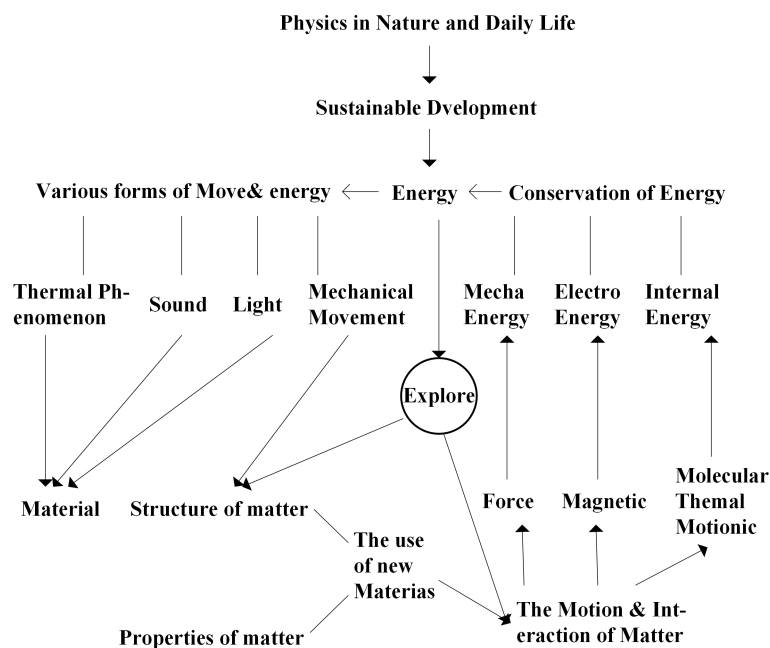 Physics in Nature and Daily Life
Sustainable Dvelopment
Various forms of Move& energy
Energy
Conservation of Energy
Thermal Ph-
enomenon
Sound
Light
Mechanical
Movement
Mecha
Energy
Electro
Energy
Internal
Energy
Explore
Material
Structure of matter
Force
Magnetic
Molecular
Themal
Motionic
The use
of new
Materias
Properties of matter
The Motion & Int-
eraction of Matter